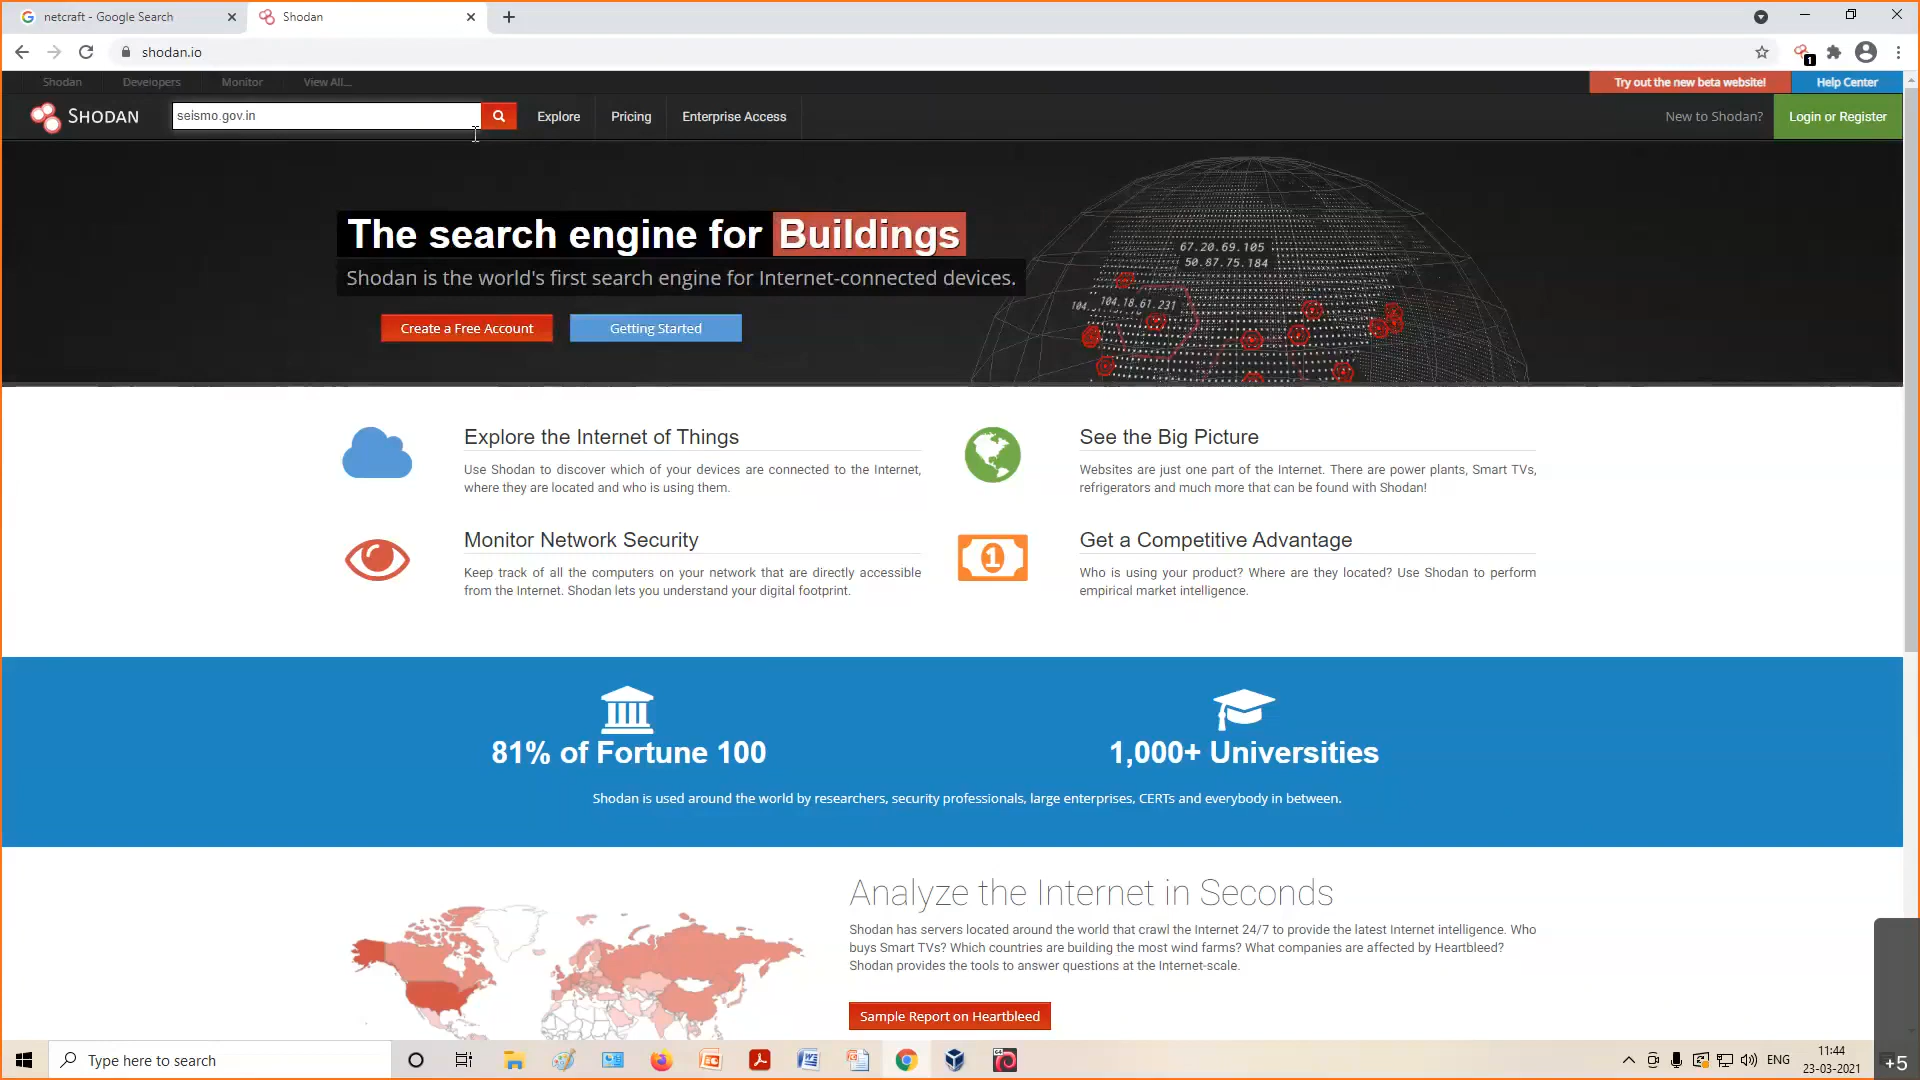 netcraft - Google Search
Shodan
shodan.io
1
Shodan Developers Monitor View All...
Try out the new beta website! Help Center
SHODAN
seismo.gov.in
Explore Pricing Enterprise Access
New to Shodan? Login or Register
The search engine for Buildings
Shodan is the world's first search engine for Internet-connected devices.
Create a Free Account Getting Started
67.20.69.105
50.87.75.184
104. 104.18.61.231
Explore the Internet of Things
Use Shodan to discover which of your devices are connected to the Internet,
where they are located and who is using them.
See the Big Picture
Websites are just one part of the Internet. There are power plants, Smart TVs,
refrigerators and much more that can be found with Shodan!
Monitor Network Security
Keep track of all the computers on your network that are directly accessible
from the Internet. Shodan lets you understand your digital footprint.
1
Get a Competitive Advantage
Who is using your product? Where are they located? Use Shodan to perform
empirical market intelligence.
81% of Fortune 100
1,000+ Universities
Shodan is used around the world by researchers, security professionals, large enterprises, CERTs and everybody in between.
Analyze the Internet in Seconds
Shodan has servers located around the world that crawl the Internet 24/7 to provide the latest Internet intelligence. Who
buys Smart TVs? Which countries are building the most wind farms? What companies are affected by Heartbleed?
Shodan provides the tools to answer questions at the Internet-scale.
Sample Report on Heartbleed
Type here to search
64
ENG
11:44
23-03-2021
+5